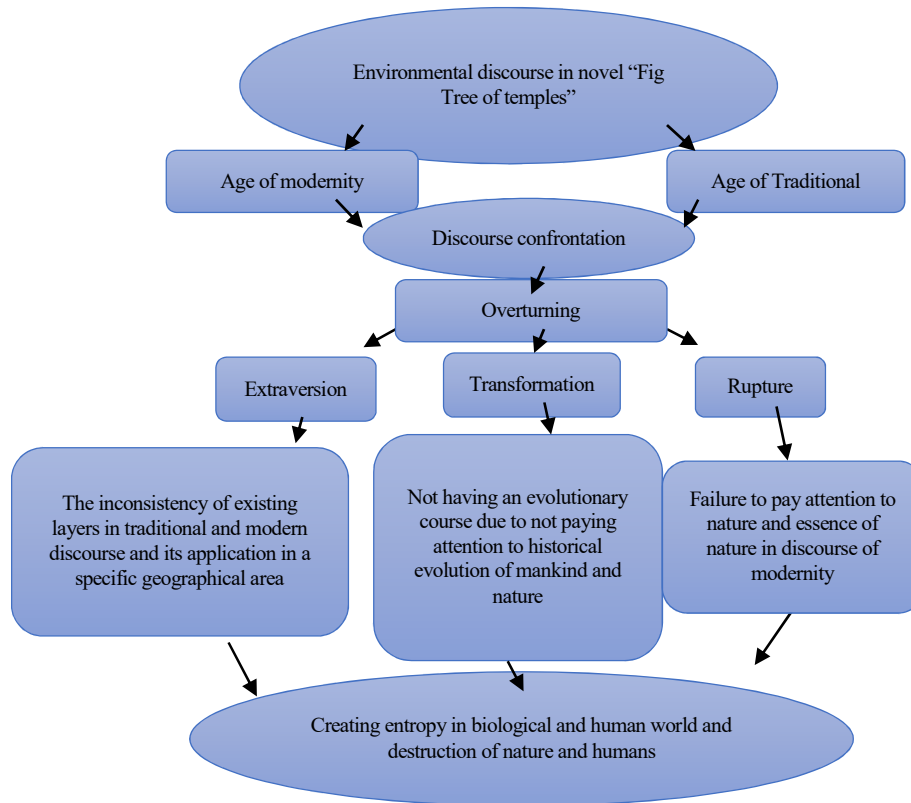 Environmental discourse in novel “Fig
Tree of temples”
Age of modernity
Age of Traditional
Discourse confrontation
Overturning
Extraversion
Transformation
Rupture
The inconsistency of existing
layers in traditional and modern
discourse and its application in a
specific geographical area
Not having an evolutionary
course due to not paying
attention to historical
evolution of mankind and
nature
Failure to pay attention to
nature and essence of
nature in discourse of
modernity
Creating entropy in biological and human world and
destruction of nature and humans